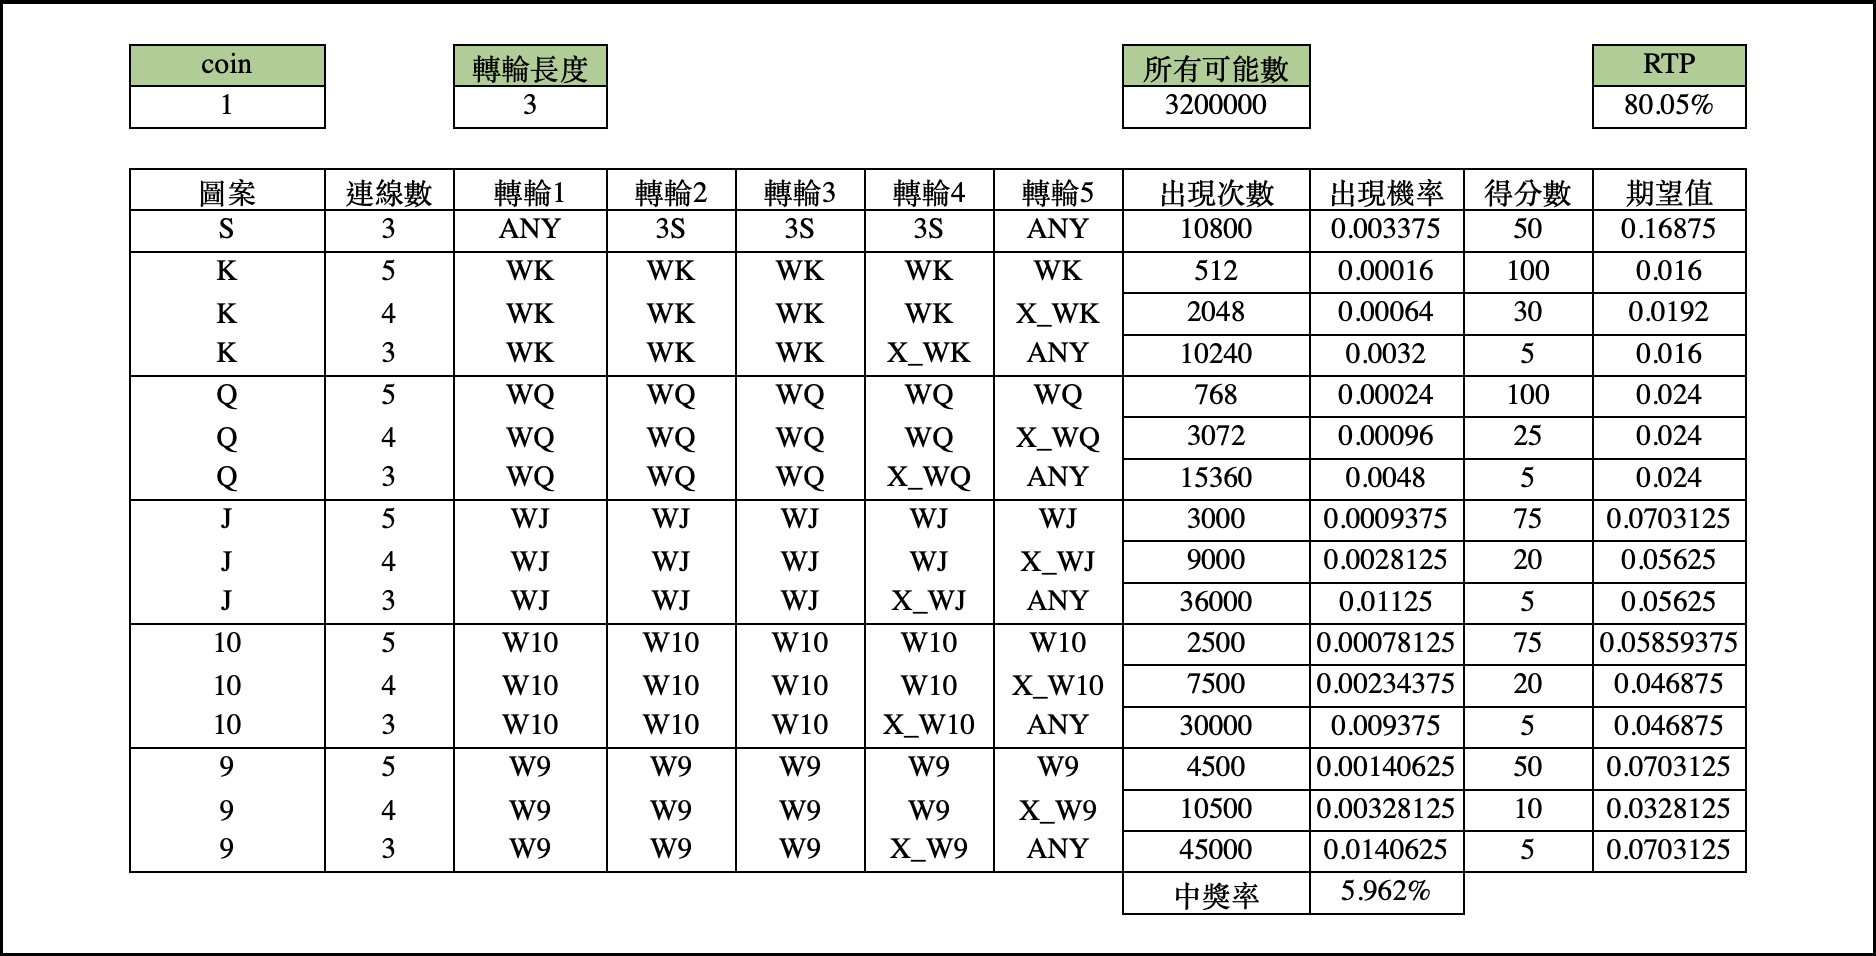 coin 轉輪長度 所有可能數 RTP
1 3 3200000 80.05%
圖案 連線數 轉輪1 轉輪2 轉輪3 轉輪4 轉輪5 出現次數 出現機率 得分數 期望值
S 3 ANY 3S 3S 3S ANY 10800 0.003375 50 0.16875
K 5 WK WK WK WK WK 512 0.00016 100 0.016
K 4 WK WK WK WK X_WK 2048 0.00064 30 0.0192
K 3 WK WK WK X_WK ANY 10240 0.0032 5 0.016
Q 5 WQ WQ WQ WQ WQ 768 0.00024 100 0.024
Q 4 WQ WQ WQ WQ X_WQ 3072 0.00096 25 0.024
Q 3 WQ WQ WQ X_WQ ANY 15360 0.0048 5 0.024
J 5 WJ WJ WJ WJ WJ 3000 0.0009375 75 0.0703125
J 4 WJ WJ WJ WJ X_WJ 9000 0.0028125 20 0.05625
J 3 WJ WJ WJ X_WJ ANY 36000 0.01125 5 0.05625
10 5 W10 W10 W10 W10 W10 2500 0.00078125 75 0.05859375
10 4 W10 W10 W10 W10 X_W10 7500 0.00234375 20 0.046875
10 3 W10 W10 W10 X_W10 ANY 30000 0.009375 5 0.046875
9 5 W9 W9 W9 W9 W9 4500 0.00140625 50 0.0703125
9 4 W9 W9 W9 W9 X_W9 10500 0.00328125 10 0.0328125
9 3 W9 W9 W9 X_W9 ANY 45000 0.0140625 5 0.0703125
中獎率 5.962%